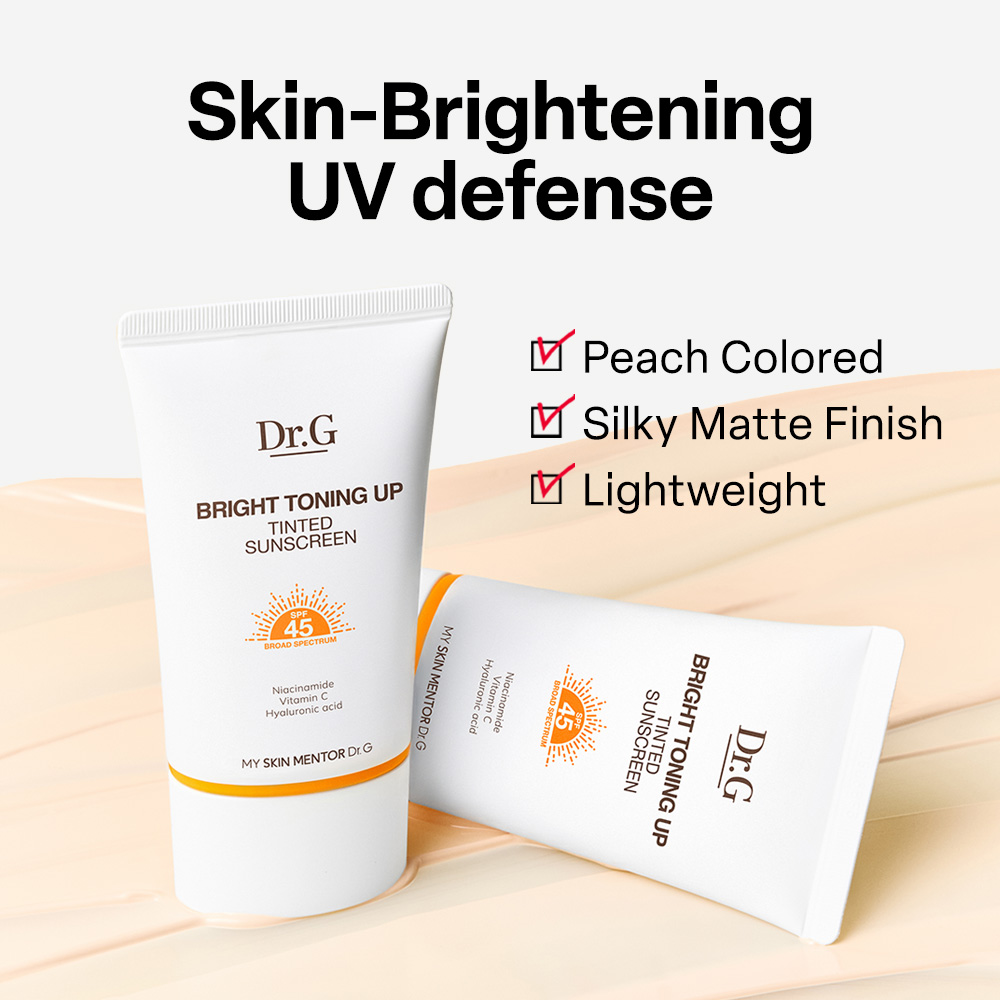 Skin-Brightening
UV defense
Peach Colored
Silky Matte Finish
Lightweight
Dr.G
BRIGHT TONING UP
TINTED
SUNSCREEN
SPF
45
BROAD SPECTRUM
Niacinamide
Vitamin C
Hyaluronic acid
MY SKIN MENTOR Dr.G
Dr.G
BRIGHT TONING UP
TINTED
SUNSCREEN
SPF
45
BROAD SPECTRUM
Niacinamide
Vitamin C
Hyaluronic acid
MY SKIN MENTOR Dr.G